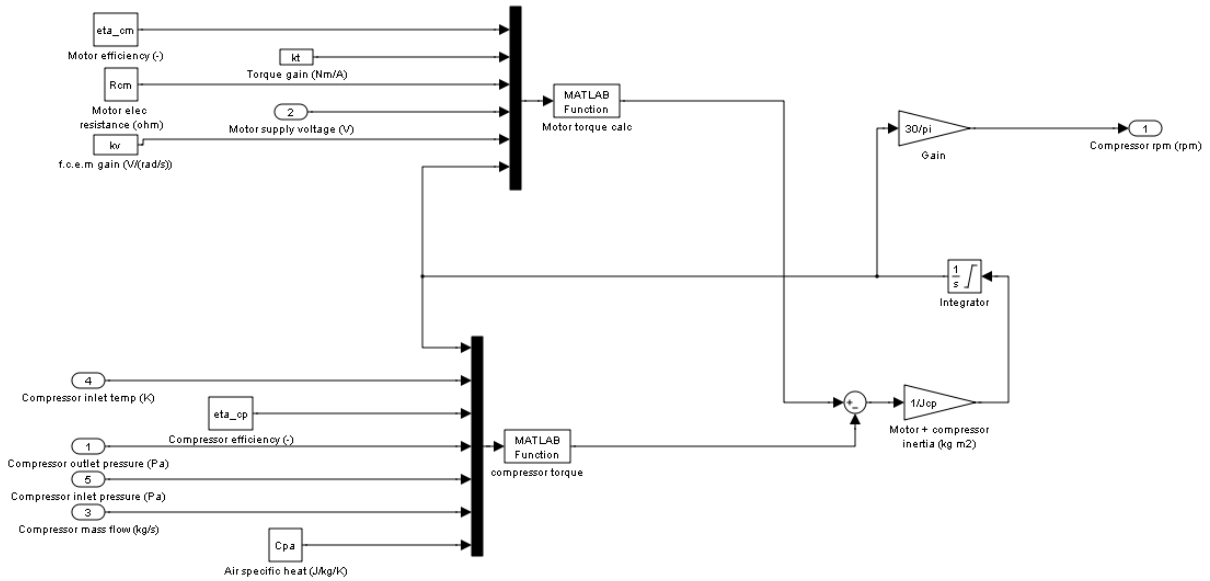 eta_cm
Motor efficiency (-)
kt
Torque gain (Nm/A)
Rcm
Motor elec
resistance (ohm)
2
Motor supply voltage (V)
kv
f.c.e.m gain (V/(rad/s))
MATLAB
Function
Motor torque calc
30/pi
Gain
1
Compressor rpm (rpm)
1
s
Integrator
4
Compressor inlet temp (K)
eta_cp
Compressor efficiency (-)
1
Compressor outlet pressure (Pa)
5
Compressor inlet pressure (Pa)
3
Compressor mass flow (kg/s)
Cpa
Air specific heat (J/kg/K)
MATLAB
Function
compressor torque
+
-
1/Jcp
Motor + compressor
inertia (kg m2)